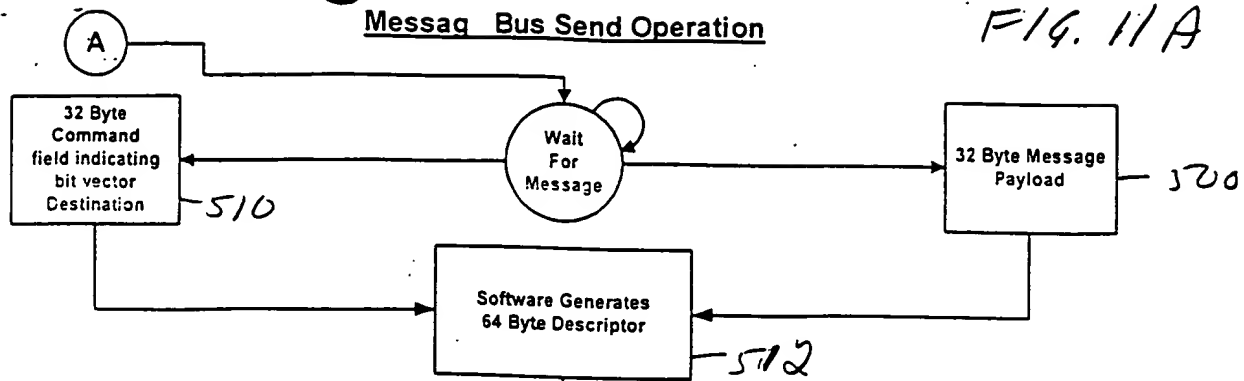 Messag Bus Send Operation
FIG. 11A
A
32 Byte
Command
field indicating
bit vector
Destination
510
Wait
For
Message
32 Byte Message
Payload
500
Software Generates
64 Byte Descriptor
512